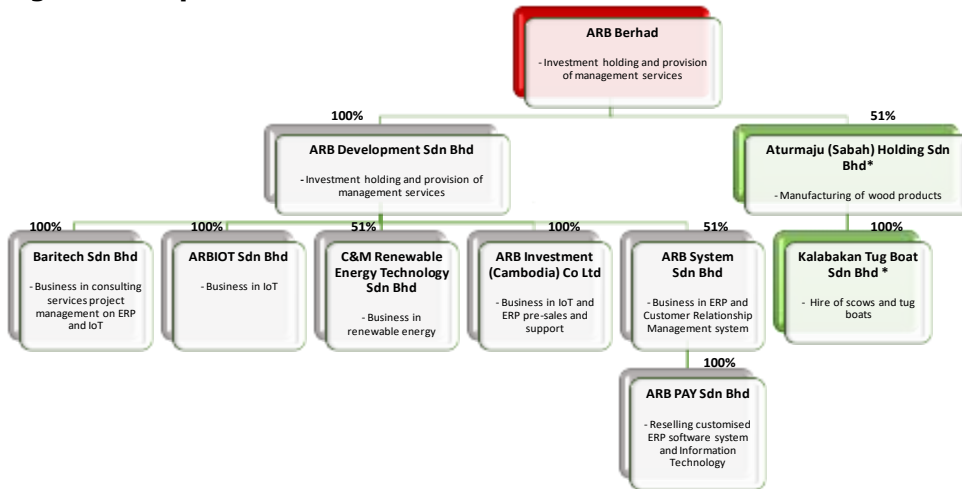 ARB Berhad
- Investment holding and provision
of management services
100%
51%
ARB Development Sdn Bhd
- Investment holding and provision of
management services
Aturmaju (Sabah) Holding Sdn
Bhd*
- Manufacturing of wood products
100%
100%
51%
100%
51%
100%
Baritech Sdn Bhd
- Business in consulting
services project
management on ERP
and IoT
ARBIOT Sdn Bhd
- Business in IoT
C&M Renewable
Energy Technology
Sdn Bhd
- Business in
renewable energy
ARB Investment
(Cambodia) Co Ltd
- Business in IoT and
ERP pre-sales and
support
ARB System
Sdn Bhd
- Business in ERP and
Customer Relationship
Management system
Kalabakan Tug Boat
Sdn Bhd *
- Hire of scows and tug
boats
100%
ARB PAY Sdn Bhd
- Reselling customised
ERP software system
and Information
Technology